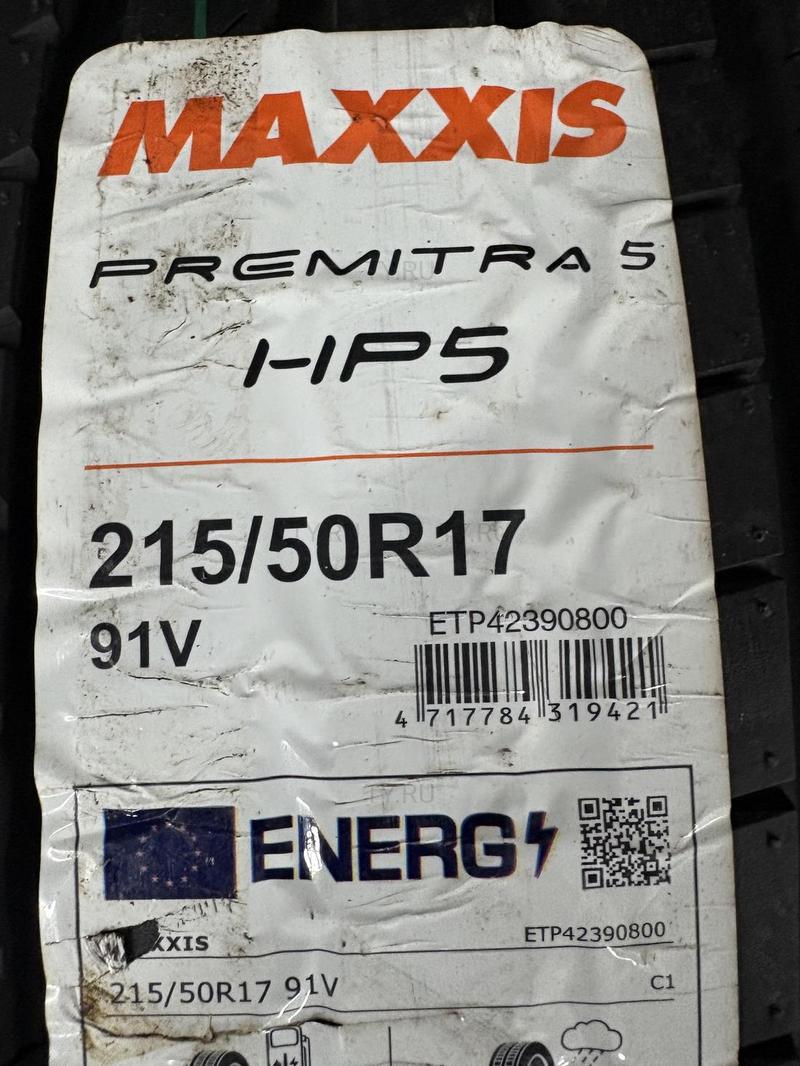 MAXXIS
PREMITRA 5
HP5
215/50R17
91V
ETP42390800
4 717784 319421
ENERG
XXIS
ETP42390800
215/50R17 91V
C1